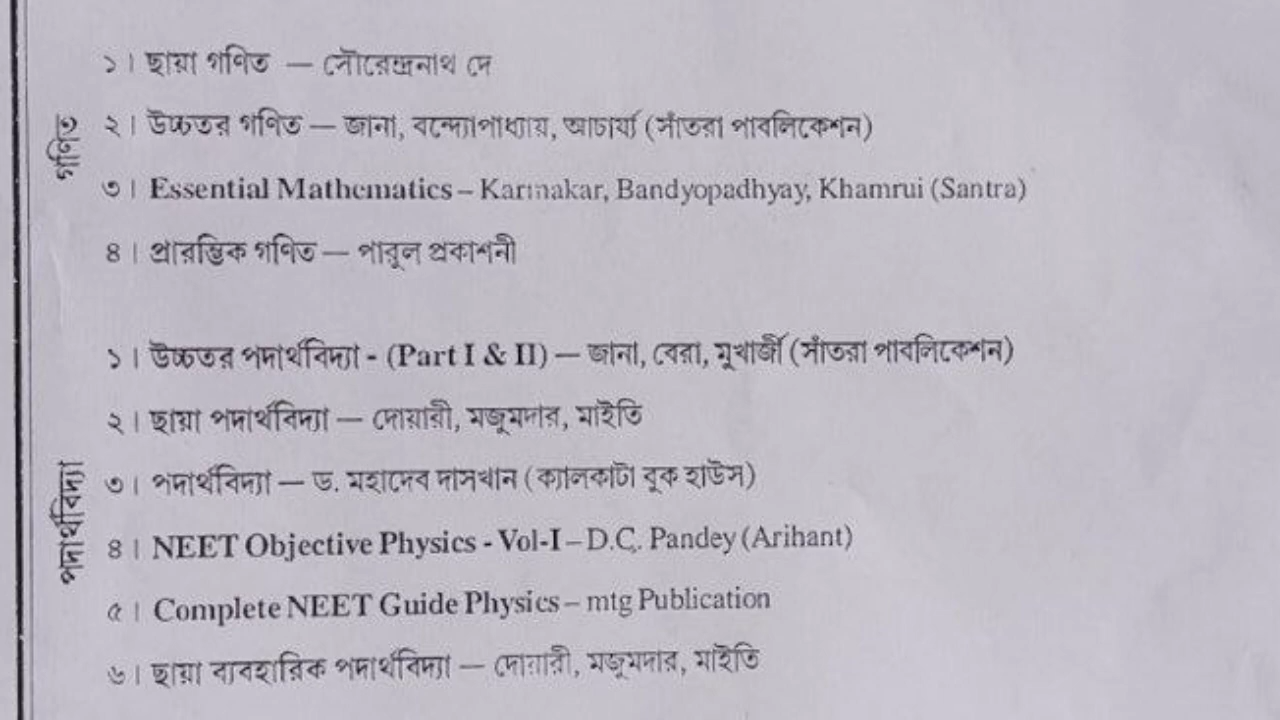 গণিত
১। ছায়া গণিত — সৌরেন্দ্রনাথ দে
২। উচ্চতর গণিত — জানা, বন্দ্যোপাধ্যায়, আচার্য্য (সাঁতরা পাবলিকেশন)
৩। Essential Mathematics – Karmakar, Bandyopadhyay, Khamrui (Santra)
৪। প্রারম্ভিক গণিত — পারুল প্রকাশনী
পদার্থবিদ্যা
১। উচ্চতর পদার্থবিদ্যা - (Part I & II) — জানা, বেরা, মুখার্জী (সাঁতরা পাবলিকেশন)
২। ছায়া পদার্থবিদ্যা — দোয়ারী, মজুমদার, মাইতি
৩। পদার্থবিদ্যা — ড. মহাদেব দাসখান (ক্যালকাটা বুক হাউস)
৪। NEET Objective Physics - Vol-I – D.C. Pandey (Arihant)
৫। Complete NEET Guide Physics – mtg Publication
৬। ছায়া ব্যবহারিক পদার্থবিদ্যা — দোয়ারী, মজুমদার, মাইতি